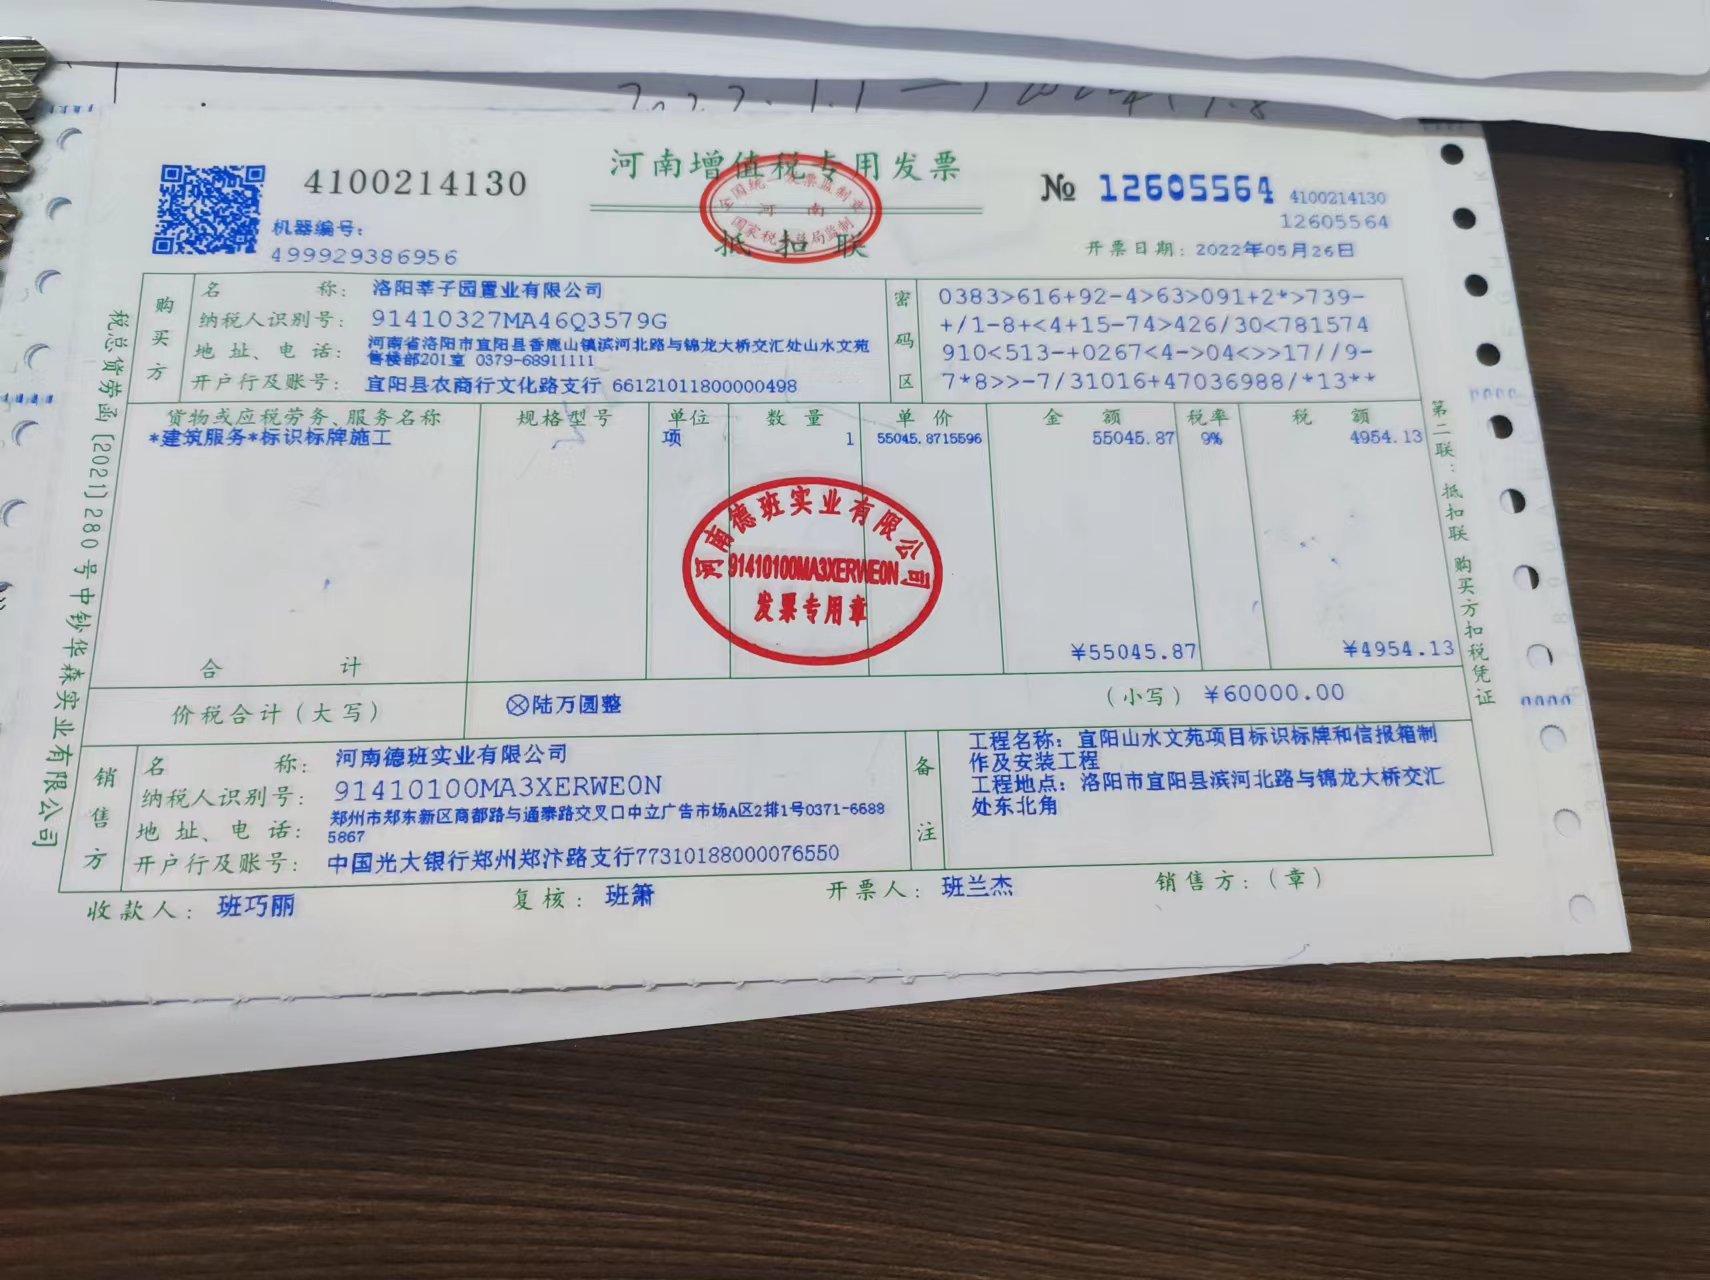 河南增值税专用发票
抵扣联
4100214130
机器编号：
499929386956
№ 12605564
4100214130
12605564
开票日期：2022年05月26日
全国统一发票监制章
河南
国家税务总局监制
税总货劳函〔2021〕280号中钞华森实业有限公司
购买方
名称：洛阳莘子园置业有限公司
纳税人识别号：91410327MA46Q3579G
地址、电话：河南省洛阳市宜阳县香鹿山镇滨河北路与锦龙大桥交汇处山水文苑
售楼部201室 0379-68911111
开户行及账号：宜阳县农商行文化路支行 66121011800000498
密码区
0383>616+92-4>63>091+2*>739-
+/1-8+<4+15-74>426/30<781574
910<513-+0267<4->04<>>17//9-
7*8>>-7/31016+47036988/*13**
货物或应税劳务、服务名称 规格型号 单位 数量 单价 金额 税率 税额
*建筑服务*标识标牌施工 项 1 55045.8715596 55045.87 9% 4954.13
河南德班实业有限公司
91410100MA3XERWE0N
发票专用章
合计 ¥55045.87 ¥4954.13
价税合计（大写） ⊗陆万圆整 （小写）¥60000.00
销售方
名称：河南德班实业有限公司
纳税人识别号：91410100MA3XERWE0N
地址、电话：郑州市郑东新区商都路与通泰路交叉口中立广告市场A区2排1号0371-6688
5867
开户行及账号：中国光大银行郑州郑汴路支行77310188000076550
备注
工程名称：宜阳山水文苑项目标识标牌和信报箱制
作及安装工程
工程地点：洛阳市宜阳县滨河北路与锦龙大桥交汇
处东北角
收款人：班巧丽 复核：班箫 开票人：班兰杰 销售方：（章）
第二联：抵扣联 购买方扣税凭证